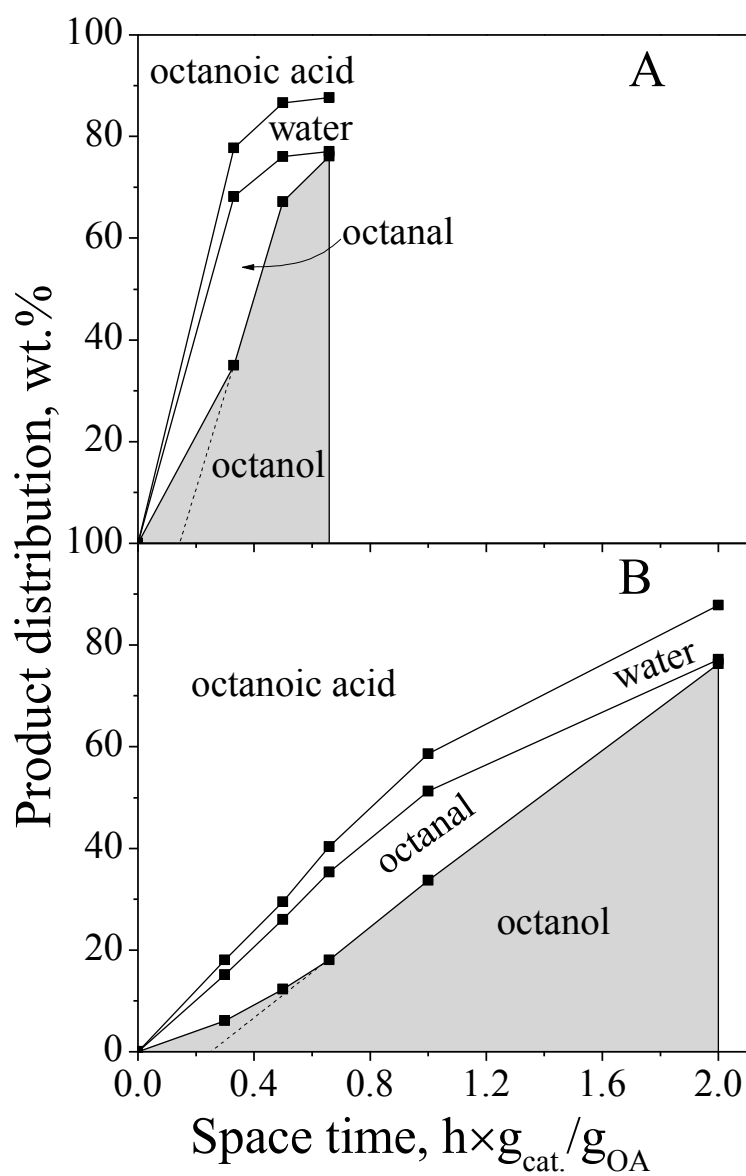 100
octanoic acid
A
water
80
octanal
60
40
20
octanol
Product distribution, wt.%
100
B
80
octanoic acid
water
60
octanal
40
octanol
20
0
0.0 0.4 0.8 1.2 1.6 2.0
Space time, h×g_cat./g_OA